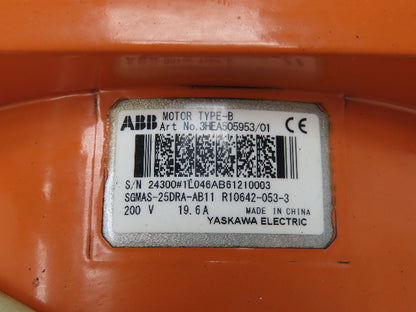 ABB MOTOR TYPE-B
Art No.3HEA505953/01 CE
S/N 24300#1L046AB61210003
SGMAS-25DRA-AB11 R10642-053-3
200 V 19.6A MADE IN CHINA
YASKAWA ELECTRIC